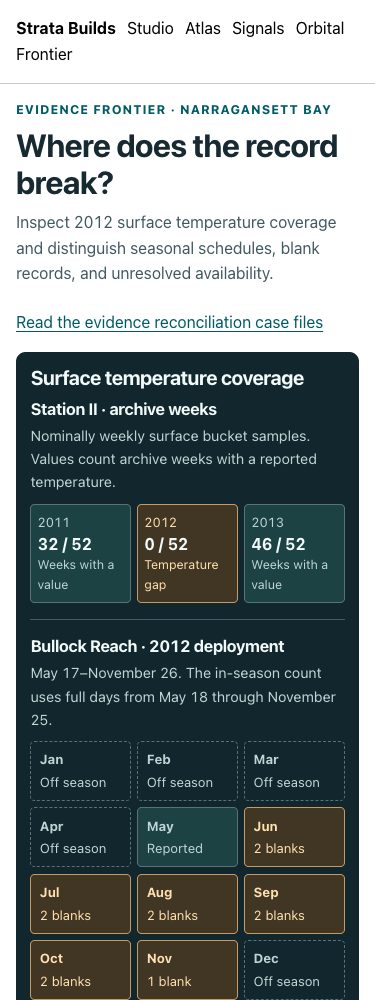 Strata Builds Studio Atlas Signals Orbital
Frontier
EVIDENCE FRONTIER · NARRAGANSETT BAY
Where does the record
break?
Inspect 2012 surface temperature coverage
and distinguish seasonal schedules, blank
records, and unresolved availability.
Read the evidence reconciliation case files
Surface temperature coverage
Station II · archive weeks
Nominally weekly surface bucket samples.
Values count archive weeks with a reported
temperature.
2011 2012 2013
32 / 52 0 / 52 46 / 52
Weeks with a Temperature Weeks with a
value gap value
Bullock Reach · 2012 deployment
May 17–November 26. The in-season count
uses full days from May 18 through November
25.
Jan Feb Mar
Off season Off season Off season
Apr May Jun
Off season Reported 2 blanks
Jul Aug Sep
2 blanks 2 blanks 2 blanks
Oct Nov Dec
2 blanks 1 blank Off season